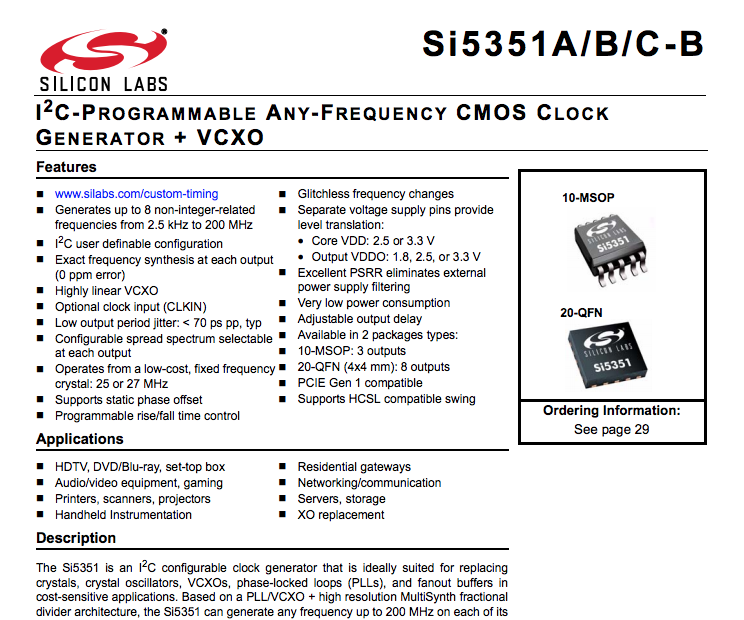 SILICON LABS
Si5351A/B/C-B
I²C-PROGRAMMABLE ANY-FREQUENCY CMOS CLOCK
GENERATOR + VCXO
Features
■ www.silabs.com/custom-timing
■ Generates up to 8 non-integer-related
frequencies from 2.5 kHz to 200 MHz
■ I²C user definable configuration
■ Exact frequency synthesis at each output
(0 ppm error)
■ Highly linear VCXO
■ Optional clock input (CLKIN)
■ Low output period jitter: < 70 ps pp, typ
■ Configurable spread spectrum selectable
at each output
■ Operates from a low-cost, fixed frequency
crystal: 25 or 27 MHz
■ Supports static phase offset
■ Programmable rise/fall time control
■ Glitchless frequency changes
■ Separate voltage supply pins provide
level translation:
• Core VDD: 2.5 or 3.3 V
• Output VDDO: 1.8, 2.5, or 3.3 V
■ Excellent PSRR eliminates external
power supply filtering
■ Very low power consumption
■ Adjustable output delay
■ Available in 2 packages types:
■ 10-MSOP: 3 outputs
■ 20-QFN (4x4 mm): 8 outputs
■ PCIE Gen 1 compatible
■ Supports HCSL compatible swing
10-MSOP
SILICON LABS
Si5351
20-QFN
SILICON LABS
Si5351
Ordering Information:
See page 29
Applications
■ HDTV, DVD/Blu-ray, set-top box
■ Audio/video equipment, gaming
■ Printers, scanners, projectors
■ Handheld Instrumentation
■ Residential gateways
■ Networking/communication
■ Servers, storage
■ XO replacement
Description
The Si5351 is an I²C configurable clock generator that is ideally suited for replacing
crystals, crystal oscillators, VCXOs, phase-locked loops (PLLs), and fanout buffers in
cost-sensitive applications. Based on a PLL/VCXO + high resolution MultiSynth fractional
divider architecture, the Si5351 can generate any frequency up to 200 MHz on each of its